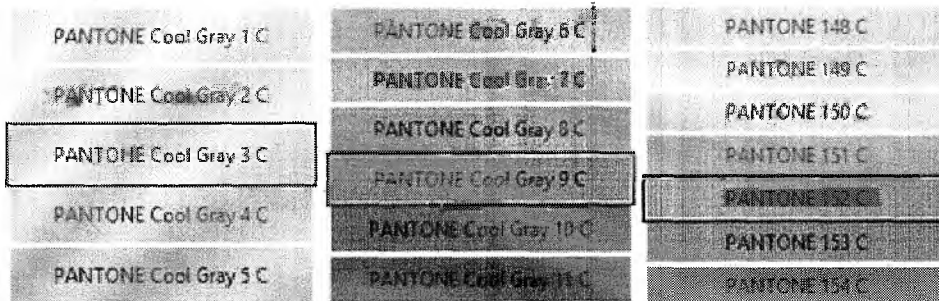 PANTONE Cool Gray 1 C
PANTONE Cool Gray 2 C
PANTONE Cool Gray 3 C
PANTONE Cool Gray 4 C
PANTONE Cool Gray 5 C
PANTONE Cool Gray 6 C
PANTONE Cool Gray 7 C
PANTONE Cool Gray 8 C
PANTONE Cool Gray 9 C
PANTONE Cool Gray 10 C
PANTONE Cool Gray 11 C
PANTONE 148 C
PANTONE 149 C
PANTONE 150 C
PANTONE 151 C
PANTONE 152 C
PANTONE 153 C
PANTONE 154 C